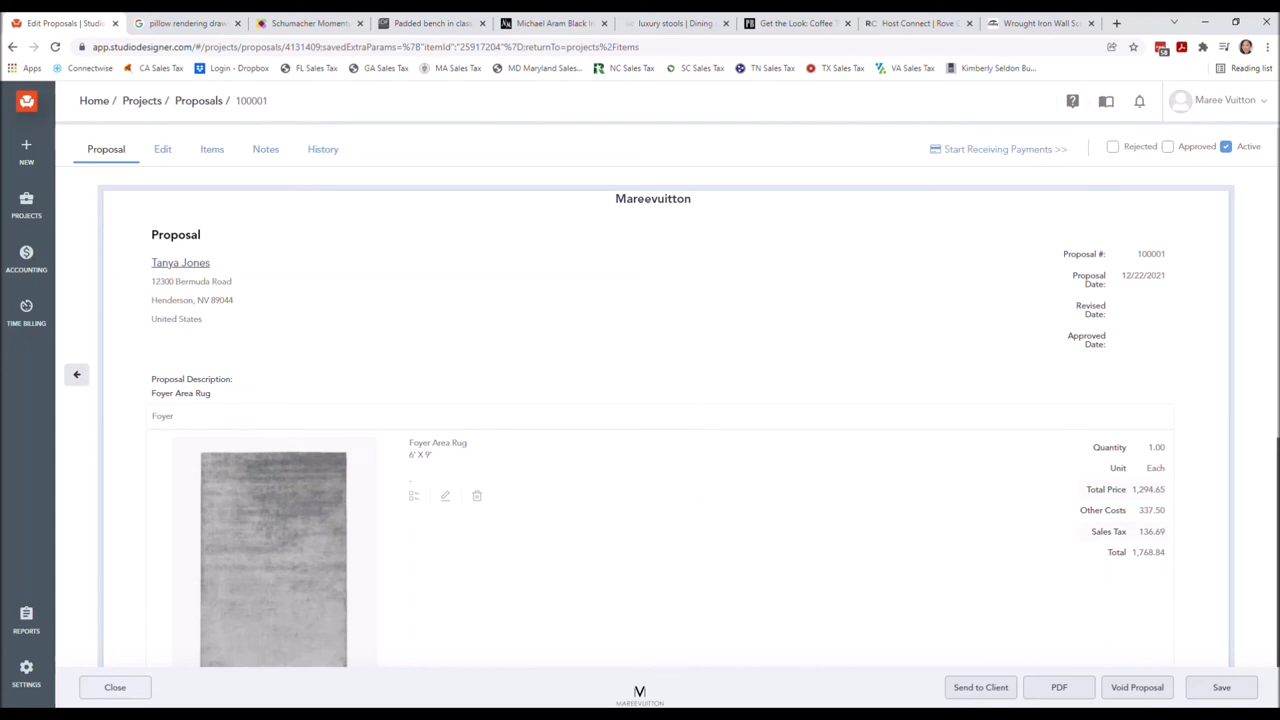 Edit Proposals | Studi
pillow rendering draw
Schumacher Moment
Padded bench in class
Michael Aram Black I
luxury stools | Dining
Get the Look: Coffee T
Host Connect | Rove C
Wrought Iron Wall Sc
app.studiodesigner.com/#/projects/proposals/4131409;savedExtraParams=%7B"itemId":"25917204"%7D;returnTo=projects%2Fitems
58
Apps
Connectwise
CA Sales Tax
Login - Dropbox
FL Sales Tax
GA Sales Tax
MA Sales Tax
MD Maryland Sales...
NC Sales Tax
SC Sales Tax
TN Sales Tax
TX Sales Tax
VA Sales Tax
Kimberly Seldon Bu...
Reading list
Home / Projects / Proposals / 100001
Maree Vuitton
NEW
PROJECTS
ACCOUNTING
TIME BILLING
REPORTS
SETTINGS
Proposal
Edit
Items
Notes
History
Start Receiving Payments >>
Rejected
Approved
Active
Mareevuitton
Proposal
Tanya Jones
12300 Bermuda Road
Henderson, NV 89044
United States
Proposal #: 100001
Proposal Date: 12/22/2021
Revised Date:
Approved Date:
Proposal Description:
Foyer Area Rug
Foyer
Foyer Area Rug
6' X 9'
-
Quantity 1.00
Unit Each
Total Price 1,294.65
Other Costs 337.50
Sales Tax 136.69
Total 1,768.84
Close
M
MAREEVUITTON
Send to Client
PDF
Void Proposal
Save